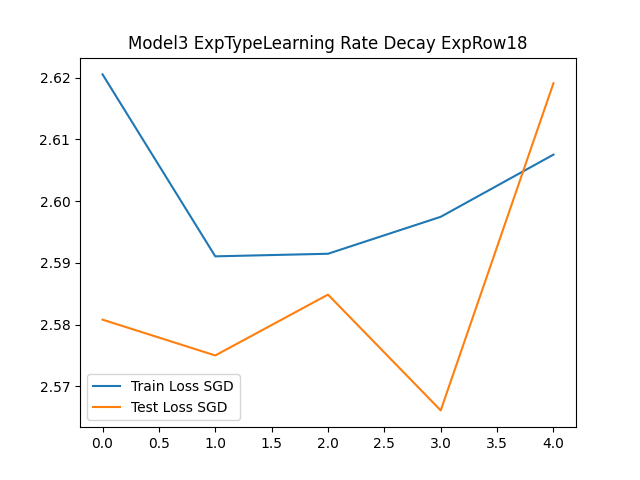 Model3 ExpTypeLearning Rate Decay ExpRow18
2.62
2.61
2.60
2.59
2.58
2.57
Train Loss SGD
Test Loss SGD
0.0 0.5 1.0 1.5 2.0 2.5 3.0 3.5 4.0